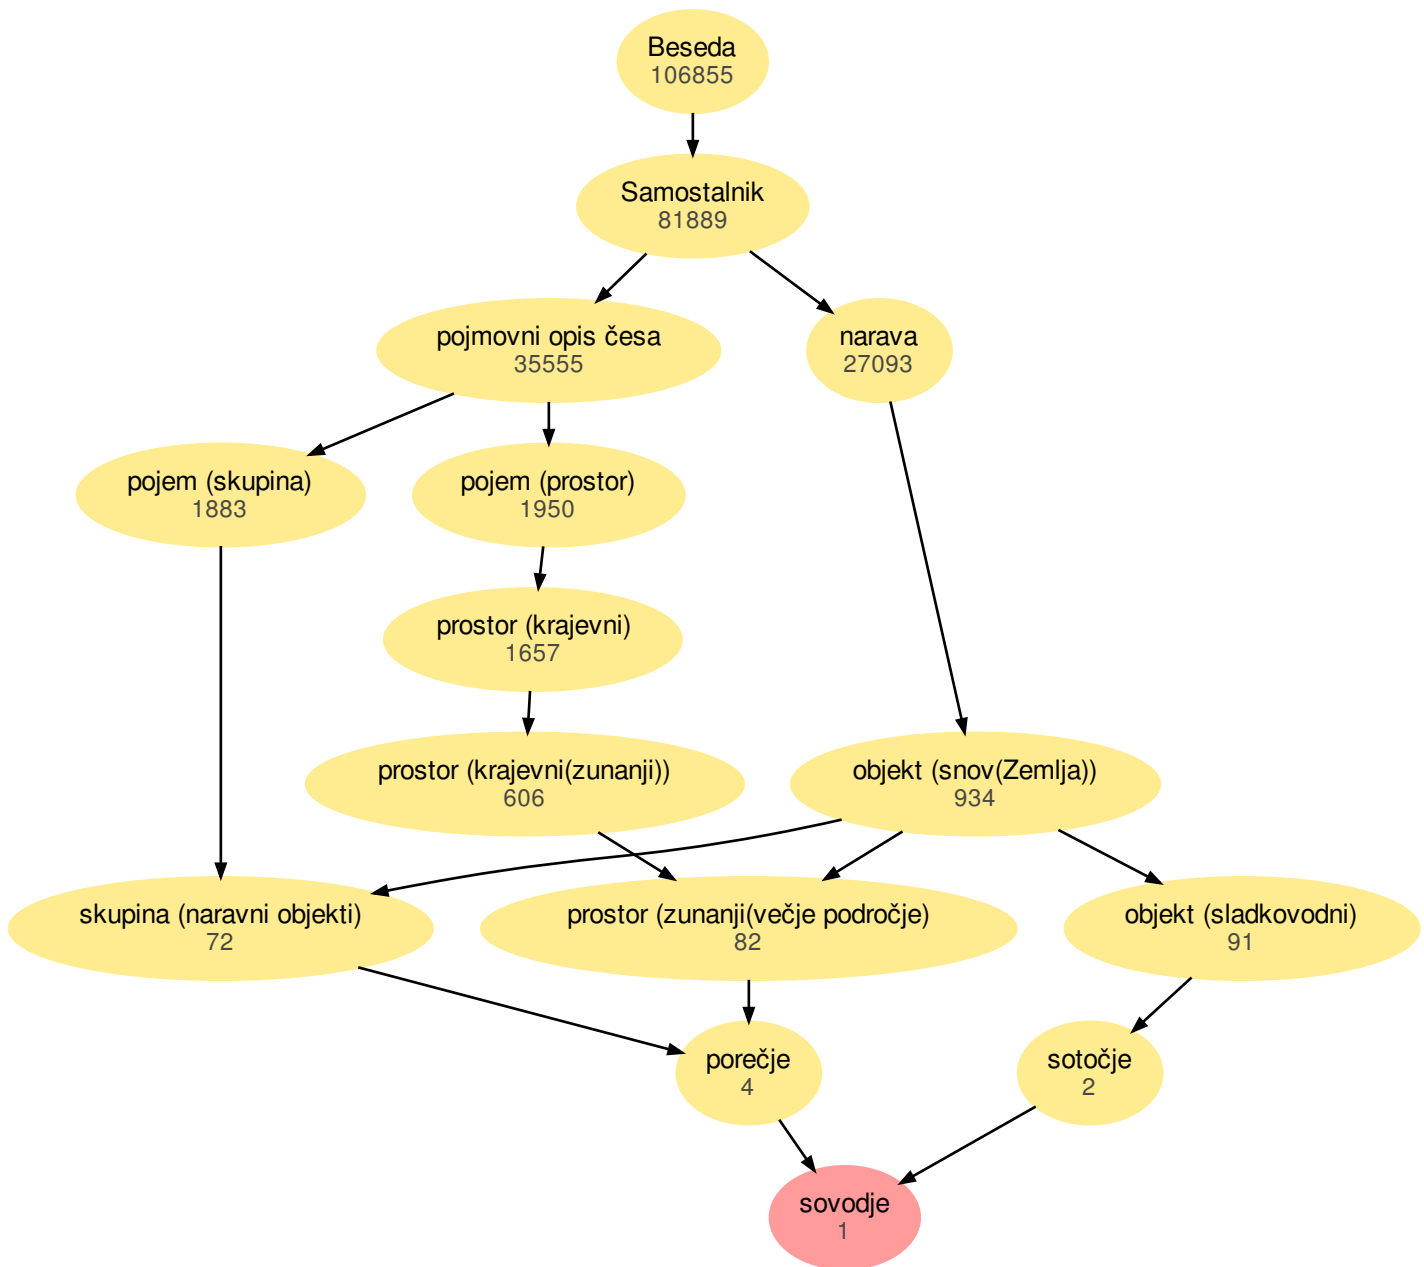 Beseda
106855
Samostalnik
81889
pojmovni opis česa
35555
narava
27093
pojem (skupina)
1883
pojem (prostor)
1950
prostor (krajevni)
1657
prostor (krajevni(zunanji))
606
objekt (snov(Zemlja))
934
skupina (naravni objekti)
72
prostor (zunanji(večje področje)
82
objekt (sladkovodni)
91
porečje
4
sotočje
2
sovodje
1